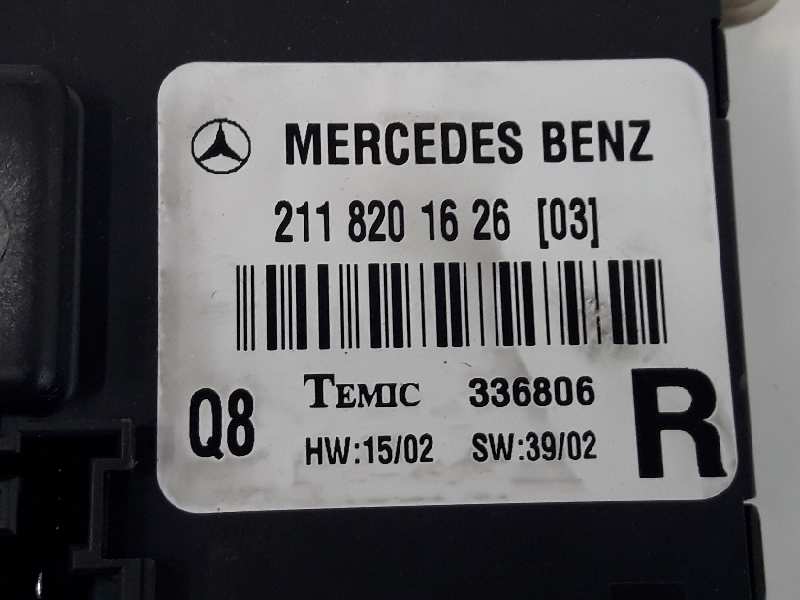 MERCEDES BENZ
211 820 16 26 [03]
TEMIC 336806
Q8 HW:15/02 SW:39/02 R